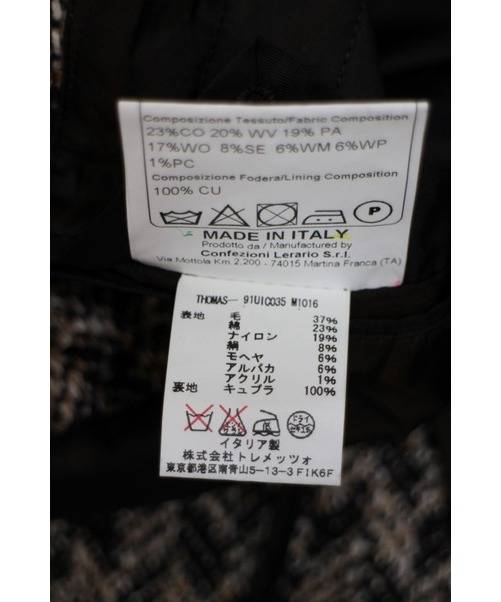 Composizione Tessuto/Fabric Composition
23%CO 20% WV 19% PA
17%WO 8%SE 6%WM 6%WP
1%PC
Composizione Fodera/Lining Composition
100% CU
P
MADE IN ITALY
Prodotto da / Manufactured by
Confezioni Lerario S.r.l.
Via Mottola Km 2,200 - 74015 Martina Franca (TA)
THOMAS- 91UIC035 M1016
表地 毛 37%
綿 23%
ナイロン 19%
絹 8%
モヘヤ 6%
アルパカ 6%
アクリル 1%
裏地 キュプラ 100%
ドライ
イタリア製
株式会社トレメッツォ
東京都港区南青山5-13-3 FIK6F